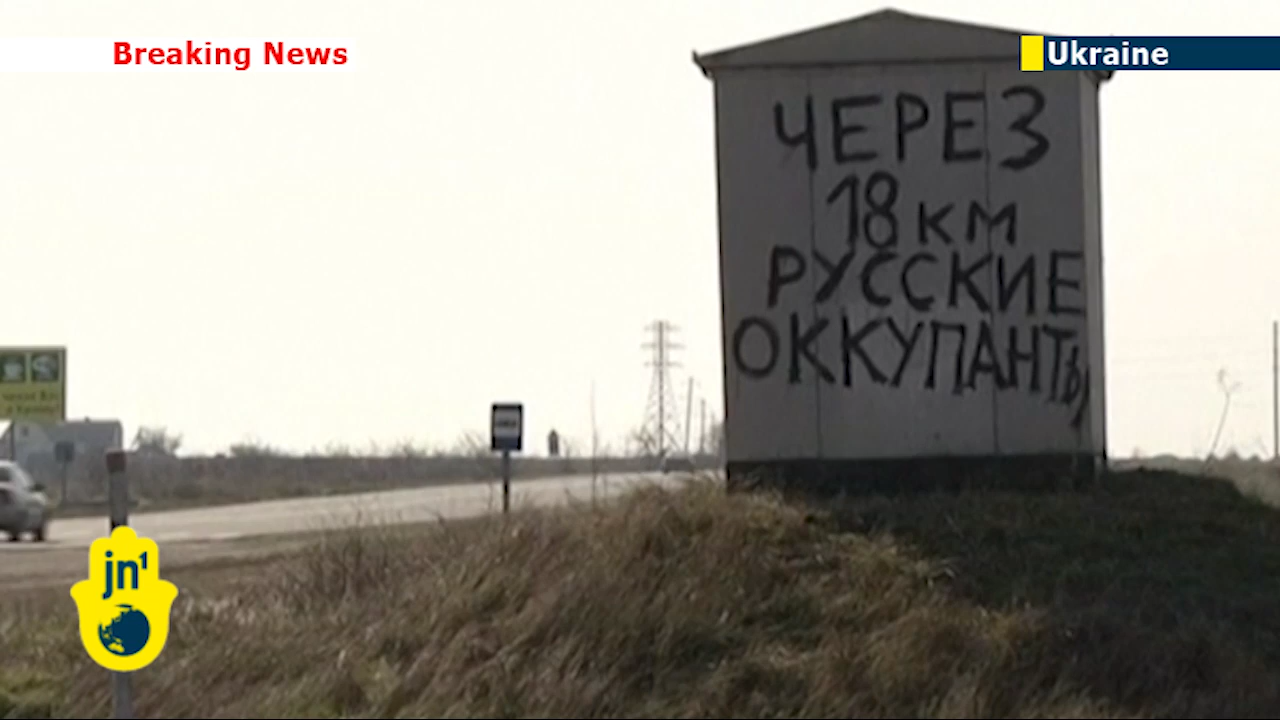 Breaking News
Ukraine
ЧЕРЕЗ
18 км
РУССКИЕ
ОККУПАНТЫ
jn1